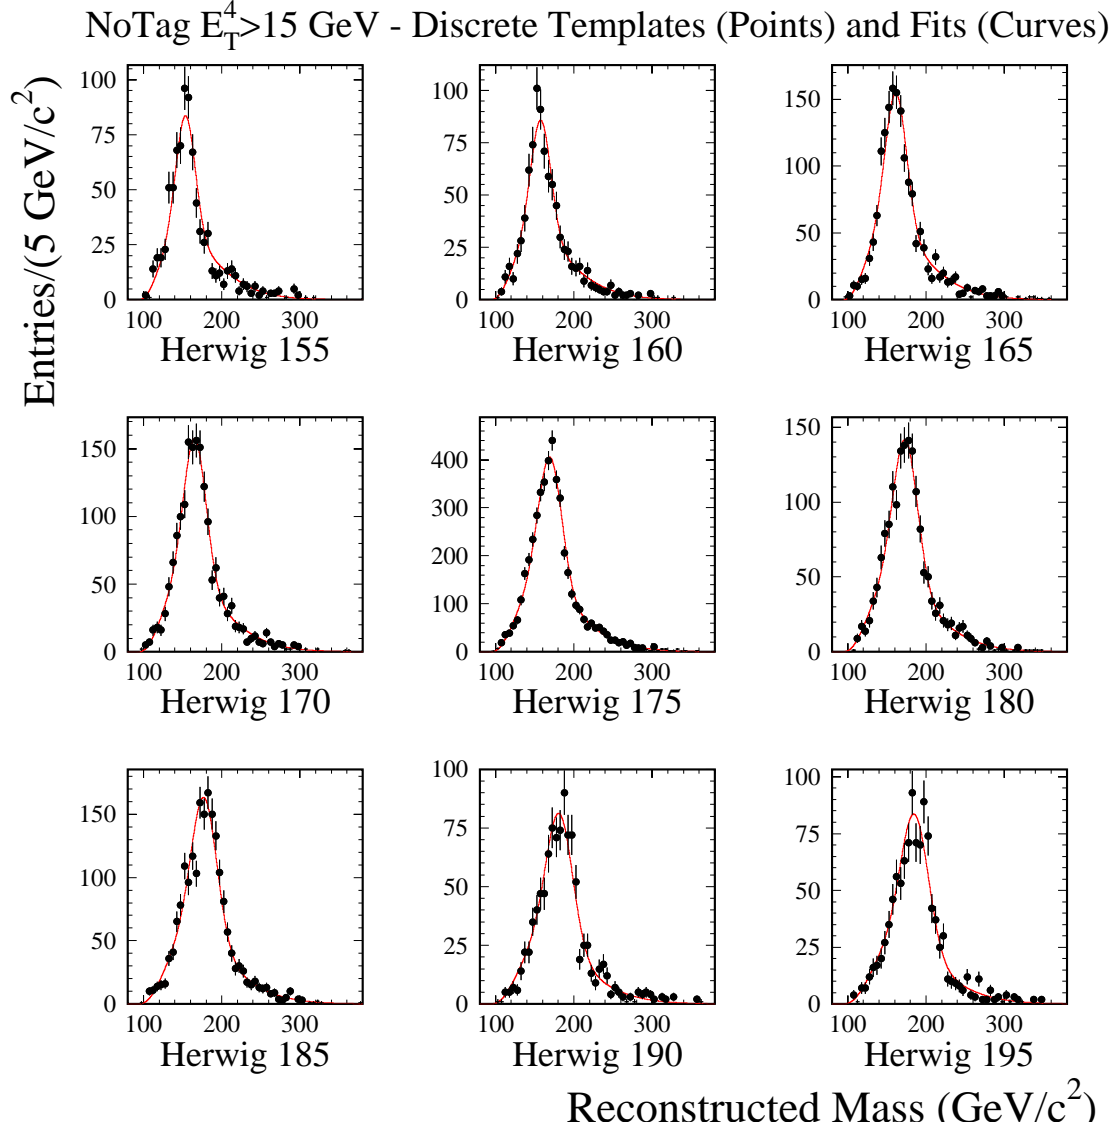 NoTag E_T^4>15 GeV - Discrete Templates (Points) and Fits (Curves)
Entries/(5 GeV/c^2)
100
75
50
25
0
100 200 300
Herwig 155
100
75
50
25
0
100 200 300
Herwig 160
150
100
50
0
100 200 300
Herwig 165
150
100
50
0
100 200 300
Herwig 170
400
300
200
100
0
100 200 300
Herwig 175
150
100
50
0
100 200 300
Herwig 180
150
100
50
0
100 200 300
Herwig 185
100
75
50
25
0
100 200 300
Herwig 190
100
75
50
25
0
100 200 300
Herwig 195
Reconstructed Mass (GeV/c^2)